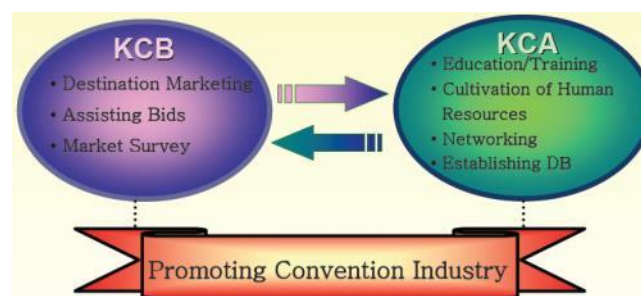 KCB
• Destination Marketing
• Assisting Bids
• Market Survey
KCA
• Education/Training
• Cultivation of Human
Resources
• Networking
• Establishing DB
Promoting Convention Industry